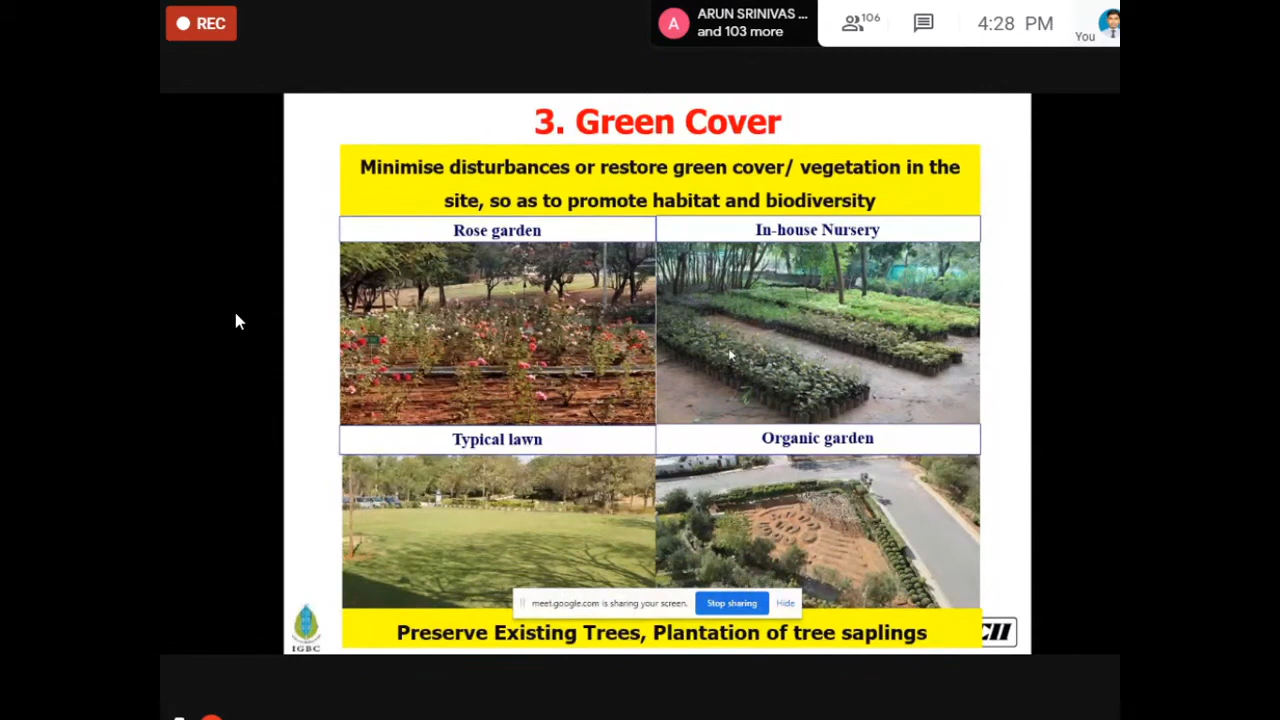 REC
A
ARUN SRINIVAS ...
and 103 more
106
4:28 PM
You
3. Green Cover
Minimise disturbances or restore green cover/ vegetation in the
site, so as to promote habitat and biodiversity
Rose garden
In-house Nursery
Typical lawn
Organic garden
meet.google.com is sharing your screen.
Stop sharing
Hide
Preserve Existing Trees, Plantation of tree saplings
IGBC
CII